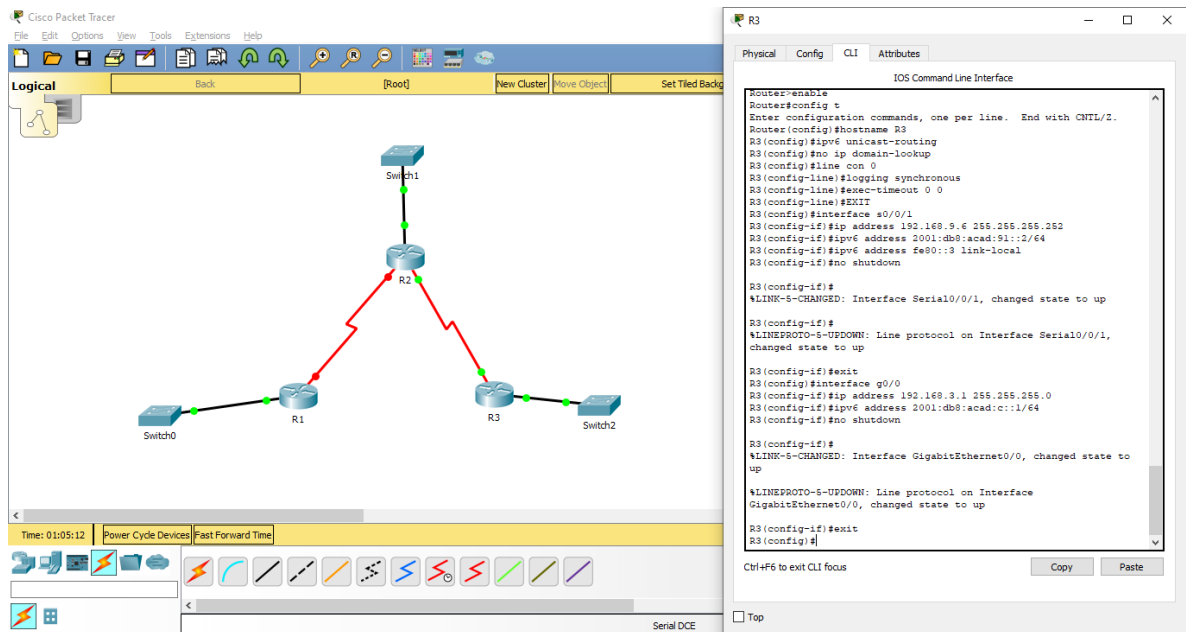 Cisco Packet Tracer
File Edit Options View Tools Extensions Help
Logical
Back
[Root]
New Cluster
Move Object
Set Tiled Backg
Switch1
R2
R1
R3
Switch0
Switch2
Time: 01:05:12
Power Cycle Devices
Fast Forward Time
Serial DCE
R3
Physical Config CLI Attributes
IOS Command Line Interface
Router>enable
Router#config t
Enter configuration commands, one per line. End with CNTL/Z.
Router(config)#hostname R3
R3(config)#ipv6 unicast-routing
R3(config)#no ip domain-lookup
R3(config)#line con 0
R3(config-line)#logging synchronous
R3(config-line)#exec-timeout 0 0
R3(config-line)#EXIT
R3(config)#interface s0/0/1
R3(config-if)#ip address 192.168.9.6 255.255.255.252
R3(config-if)#ipv6 address 2001:db8:acad:91::2/64
R3(config-if)#ipv6 address fe80::3 link-local
R3(config-if)#no shutdown
R3(config-if)#
%LINK-5-CHANGED: Interface Serial0/0/1, changed state to up
R3(config-if)#
%LINEPROTO-5-UPDOWN: Line protocol on Interface Serial0/0/1,
changed state to up
R3(config-if)#exit
R3(config)#interface g0/0
R3(config-if)#ip address 192.168.3.1 255.255.255.0
R3(config-if)#ipv6 address 2001:db8:acad:c::1/64
R3(config-if)#no shutdown
R3(config-if)#
%LINK-5-CHANGED: Interface GigabitEthernet0/0, changed state to
up
%LINEPROTO-5-UPDOWN: Line protocol on Interface
GigabitEthernet0/0, changed state to up
R3(config-if)#exit
R3(config)#
Ctrl+F6 to exit CLI focus
Copy
Paste
Top